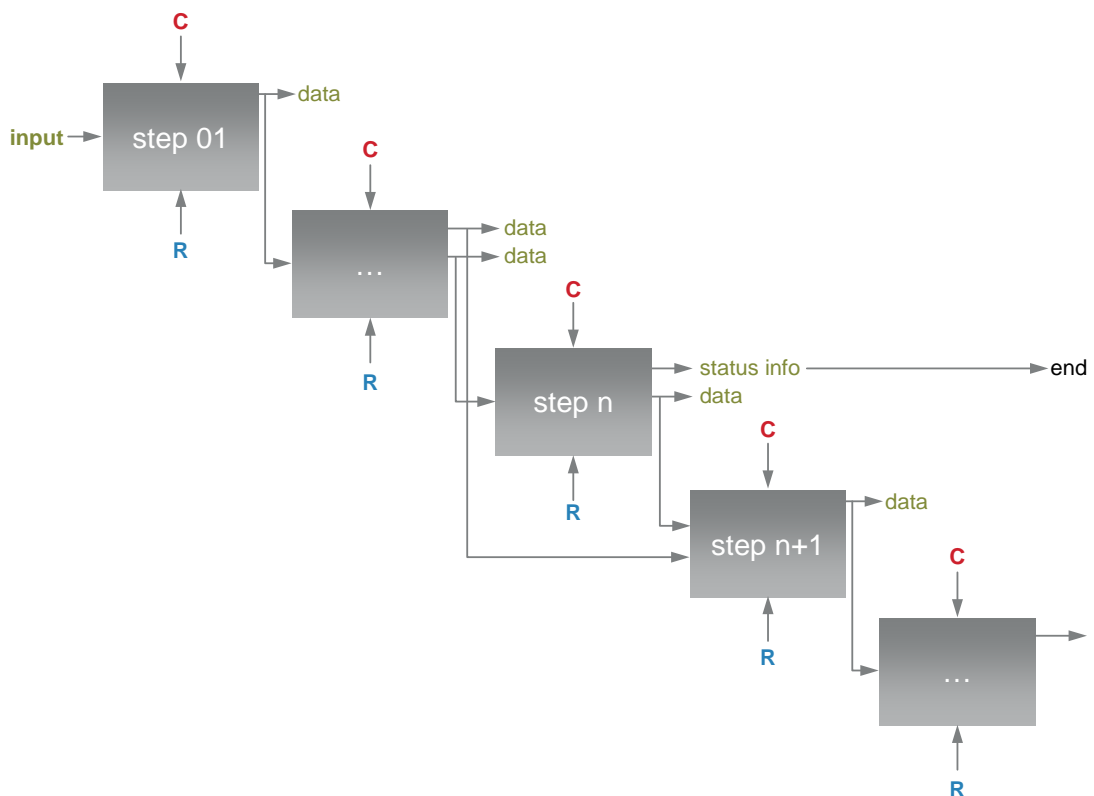 C
data
input
step 01
C
R
data
...
data
C
R
status info
end
step n
data
C
data
R
step n+1
C
R
...
R